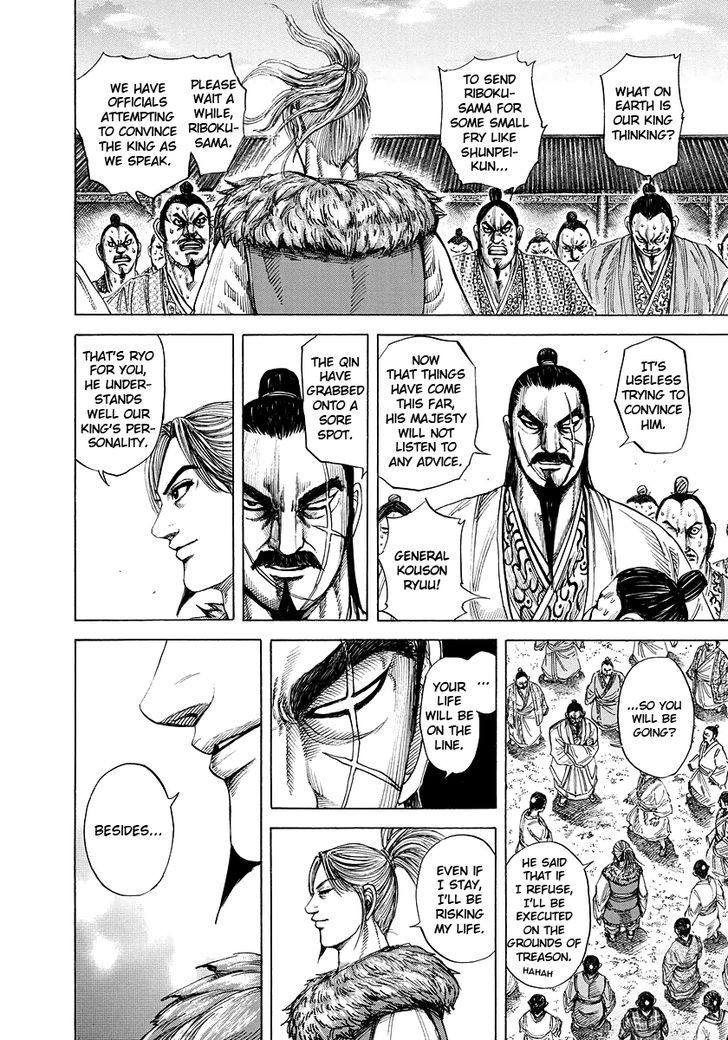 WHAT ON
EARTH IS
OUR KING
THINKING?
TO SEND
RIBOKU-
SAMA FOR
SOME SMALL
FRY LIKE
SHUNPEI-
KUN...
PLEASE
WAIT A
WHILE,
RIBOKU-
SAMA.
WE HAVE
OFFICIALS
ATTEMPTING
TO CONVINCE
THE KING AS
WE SPEAK.
IT'S
USELESS
TRYING TO
CONVINCE
HIM.
NOW
THAT THINGS
HAVE COME
THIS FAR,
HIS MAJESTY
WILL NOT
LISTEN TO
ANY ADVICE.
GENERAL
KOUSON
RYUU!
THE QIN
HAVE
GRABBED
ONTO A
SORE
SPOT.
THAT'S RYO
FOR YOU,
HE UNDER-
STANDS
WELL OUR
KING'S PER-
SONALITY.
...SO YOU
WILL BE
GOING?
HE SAID
THAT IF
I REFUSE,
I'LL BE
EXECUTED
ON THE
GROUNDS OF
TREASON.
HAHAH
...
YOUR
LIFE
WILL BE
ON THE
LINE.
EVEN IF
I STAY,
I'LL BE
RISKING
MY LIFE.
BESIDES...